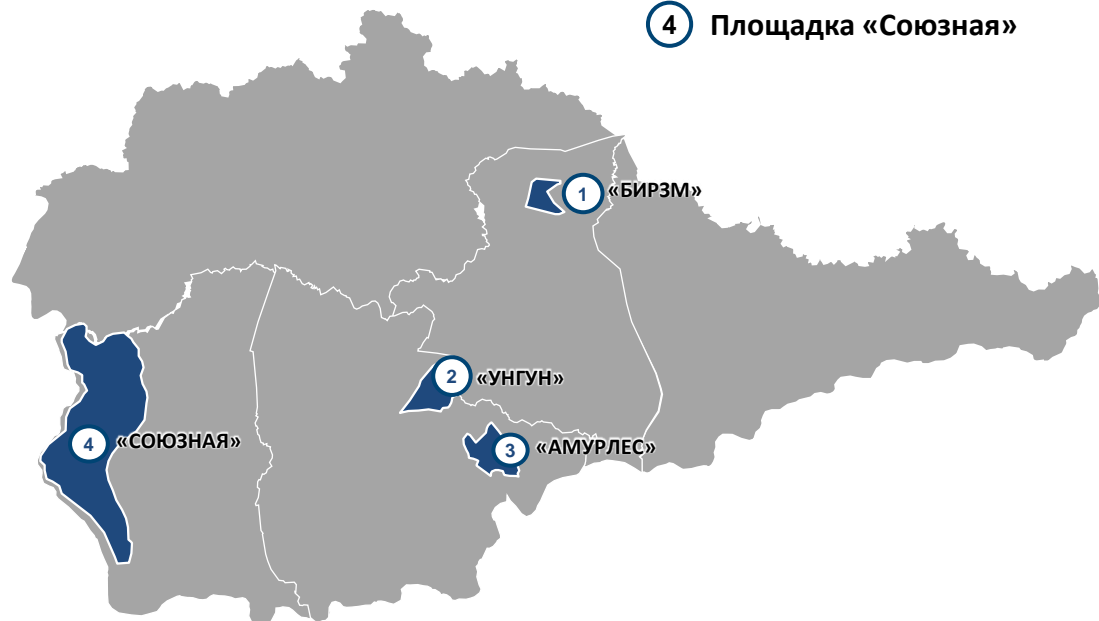 4 Площадка «Союзная»
1 «БИРЗМ»
2 «УНГУН»
4 «СОЮЗНАЯ»
3 «АМУРЛЕС»